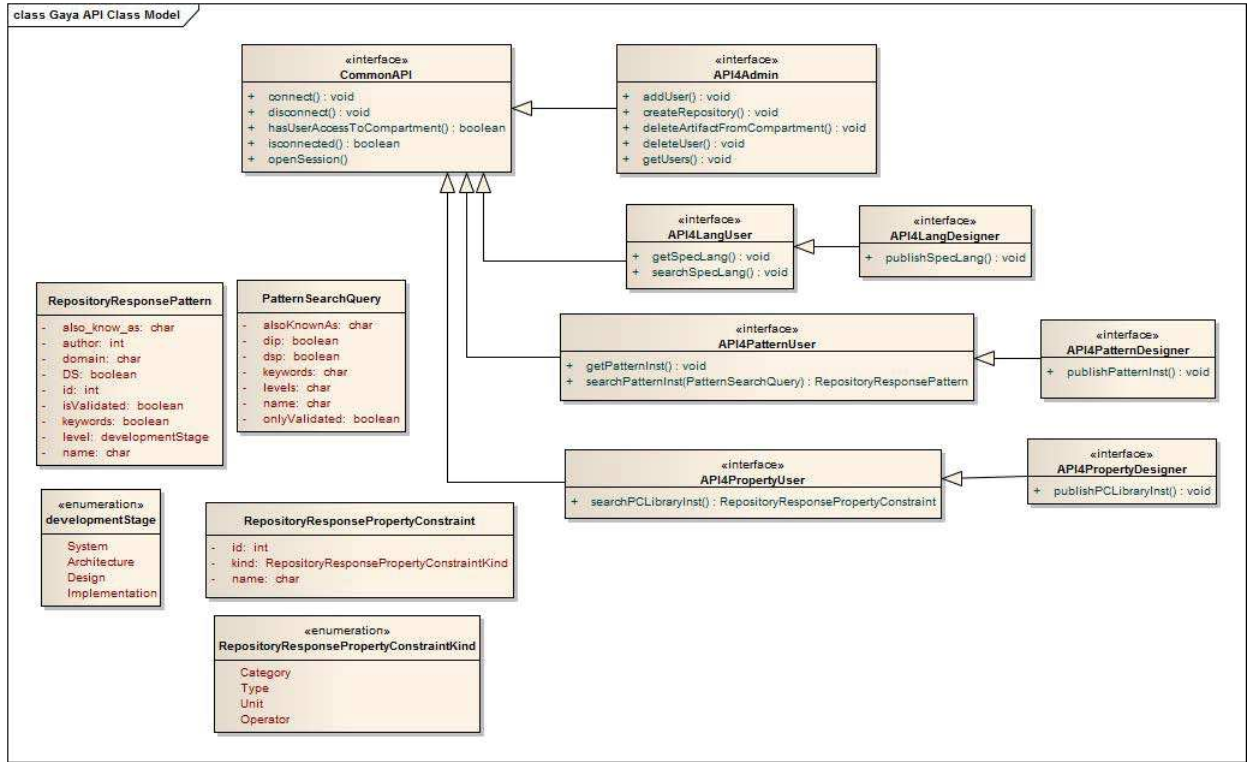 class Gaya API Class Model
«interface»
CommonAPI
+ connect() : void
+ disconnect() : void
+ hasUserAccessToCompartment() : boolean
+ isconnected() : boolean
+ openSession()
«interface»
API4Admin
+ addUser() : void
+ createRepository() : void
+ deleteArtifactFromCompartment() : void
+ deleteUser() : void
+ getUsers() : void
«interface»
API4LangUser
+ getSpecLang() : void
+ searchSpecLang() : void
«interface»
API4LangDesigner
+ publishSpecLang() : void
RepositoryResponsePattern
- also_know_as: char
- author: int
- domain: char
- DS: boolean
- id: int
- isValidated: boolean
- keywords: boolean
- level: developmentStage
- name: char
PatternSearchQuery
- alsoKnownAs: char
- dip: boolean
- dsp: boolean
- keywords: char
- levels: char
- name: char
- onlyValidated: boolean
«interface»
API4PatternUser
+ getPatternInst() : void
+ searchPatternInst(PatternSearchQuery) : RepositoryResponsePattern
«interface»
API4PatternDesigner
+ publishPatternInst() : void
«interface»
API4PropertyUser
+ searchPCLibraryInst() : RepositoryResponsePropertyConstraint
«interface»
API4PropertyDesigner
+ publishPCLibraryInst() : void
«enumeration»
developmentStage
System
Architecture
Design
Implementation
RepositoryResponsePropertyConstraint
- id: int
- kind: RepositoryResponsePropertyConstraintKind
- name: char
«enumeration»
RepositoryResponsePropertyConstraintKind
Category
Type
Unit
Operator